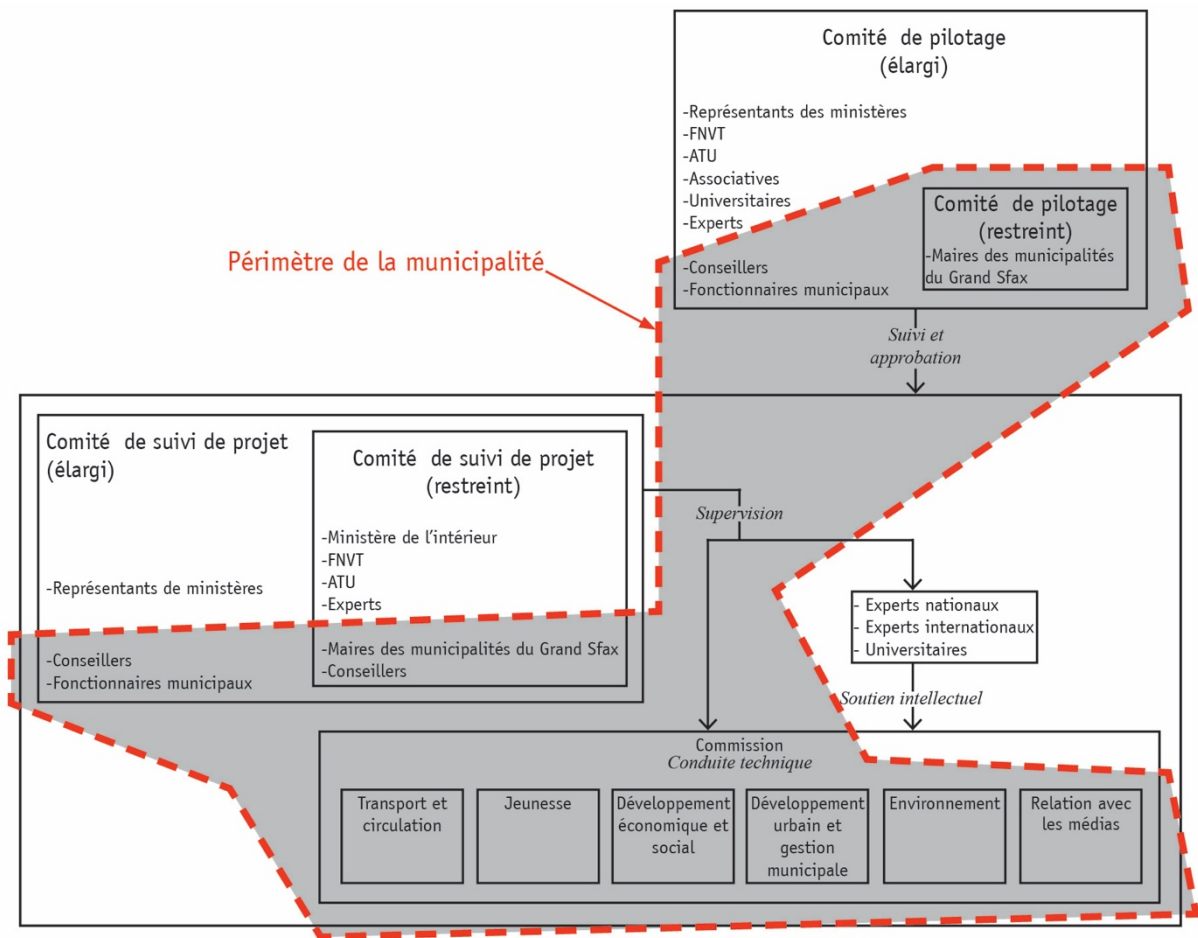 Comité de pilotage
(élargi)
-Représentants des ministères
-FNVT
-ATU
-Associatives
-Universitaires
-Experts
-Conseillers
-Fonctionnaires municipaux
Comité de pilotage
(restreint)
-Maires des municipalités
du Grand Sfax
Périmètre de la municipalité
Suivi et
approbation
Comité de suivi de projet
(élargi)
-Représentants de ministères
-Conseillers
-Fonctionnaires municipaux
Comité de suivi de projet
(restreint)
-Ministère de l'intérieur
-FNVT
-ATU
-Experts
-Maires des municipalités du Grand Sfax
-Conseillers
Supervision
- Experts nationaux
- Experts internationaux
- Universitaires
Soutien intellectuel
Commission
Conduite technique
Transport et
circulation
Jeunesse
Développement
économique et
social
Développement
urbain et
gestion
municipale
Environnement
Relation avec
les médias